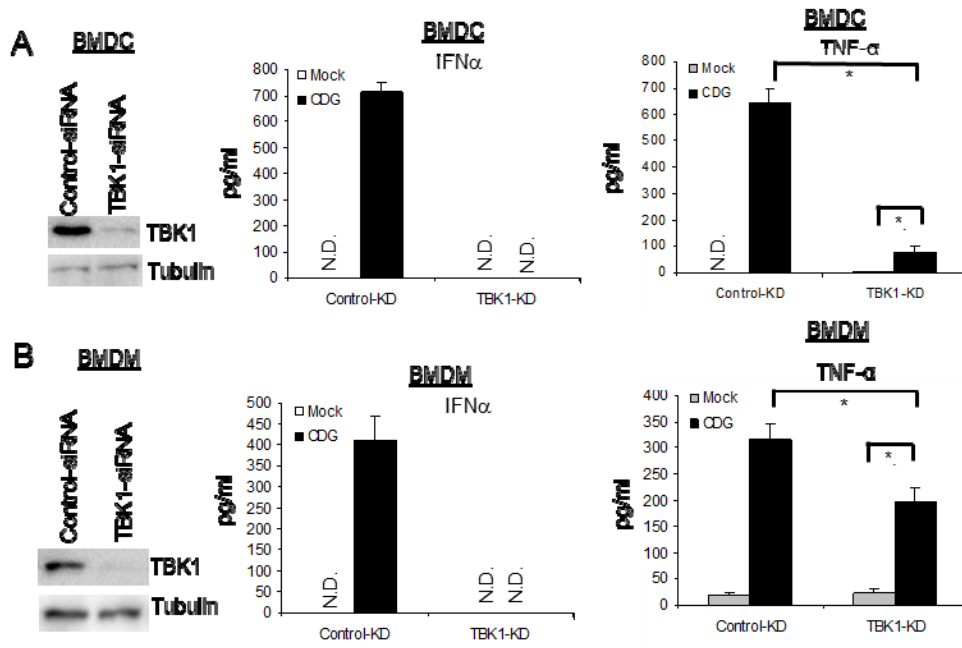 A
BMDC
Control-siRNA
TBK1-siRNA
TBK1
Tubulin
BMDC
IFNα
Mock
CDG
pg/ml
800
700
600
500
400
300
200
100
0
N.D.
N.D.
N.D.
Control-KD
TBK1-KD
BMDC
TNF-α
Mock
CDG
*
*
pg/ml
800
700
600
500
400
300
200
100
0
N.D.
Control-KD
TBK1-KD
B
BMDM
Control-siRNA
TBK1-siRNA
TBK1
Tubulin
BMDM
IFNα
Mock
CDG
pg/ml
500
450
400
350
300
250
200
150
100
50
0
N.D.
N.D.
N.D.
Control-KD
TBK1-KD
BMDM
TNF-α
Mock
CDG
*
*
pg/ml
400
350
300
250
200
150
100
50
0
Control-KD
TBK1-KD